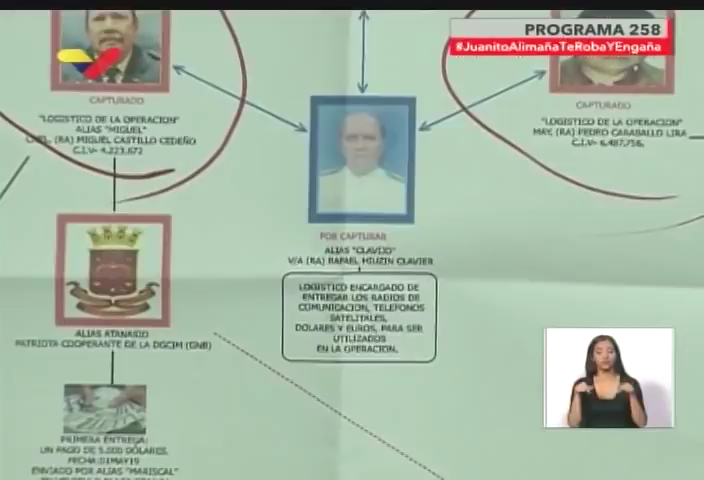 PROGRAMA 258
#JuanitoAlimañaTeRobaYEngaña
CAPTURADO
"LOGISTICO DE LA OPERACION"
ALIAS "MIGUEL"
(RA) MIGUEL CASTILLO CEDEÑO
C.I.V- 4.223.672
CAPTURADO
"LOGISTICO DE LA OPERACION"
MAY. (RA) PEDRO CARABALLO LIRA
C.I.V- 6.487.756.
POR CAPTURAR
ALIAS "CLAVIJO"
V/A (RA) RAFAEL HUIZIN CLAVIER
LOGISTICO ENCARGADO DE
ENTREGAR LOS RADIOS DE
COMUNICACION, TELEFONOS
SATELITALES,
DOLARES Y EUROS, PARA SER
UTILIZADOS
EN LA OPERACION.
ALIAS ATANASIO
PATRIOTA COOPERANTE DE LA DGCIM (GNB)
PRIMERA ENTREGA:
UN PAGO DE 5.000 DÓLARES.
FECHA:01MAY19
ENVIADO POR ALIAS "MARISCAL"